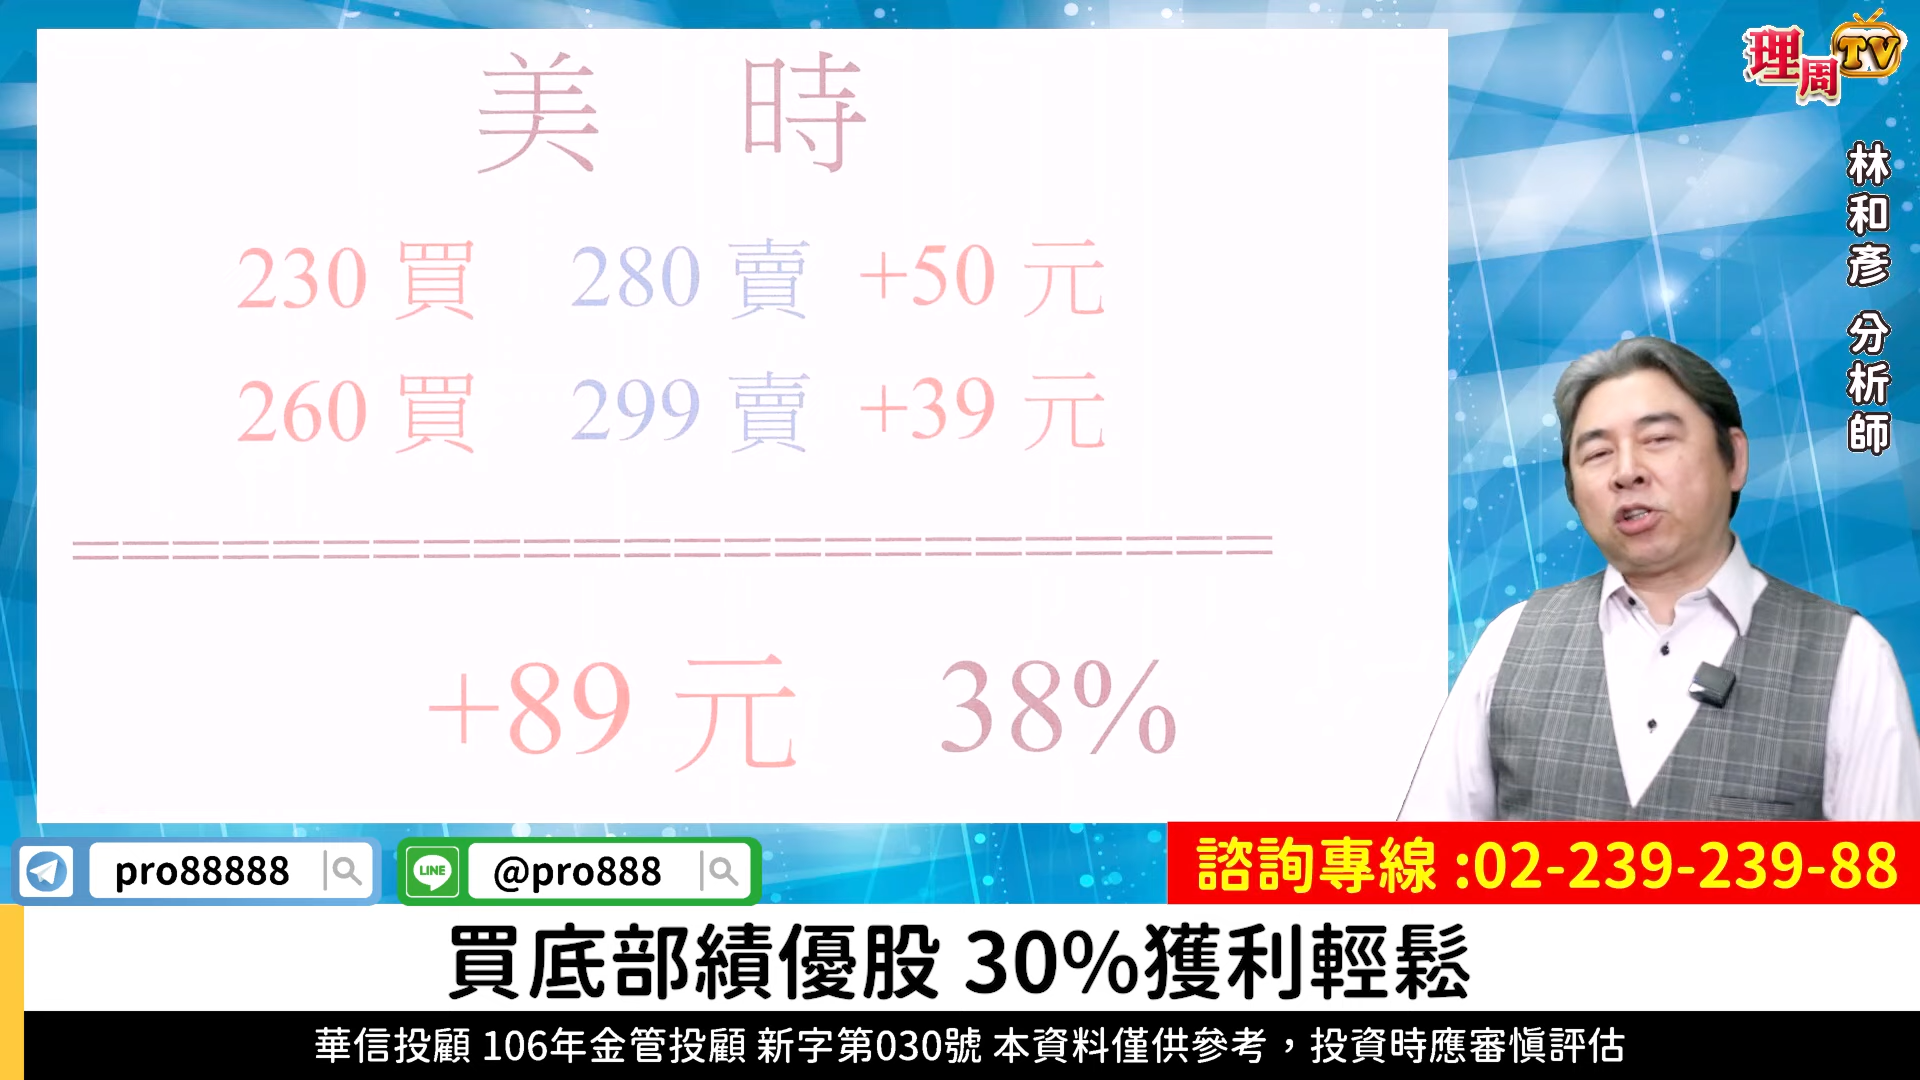 美 時
230 買 280 賣 +50 元
260 買 299 賣 +39 元
========================
+89 元 38%
理周TV
林和彥 分析師
pro88888
LINE
@pro888
諮詢專線 :02-239-239-88
買底部績優股 30%獲利輕鬆
華信投顧 106年金管投顧 新字第030號 本資料僅供參考，投資時應審慎評估